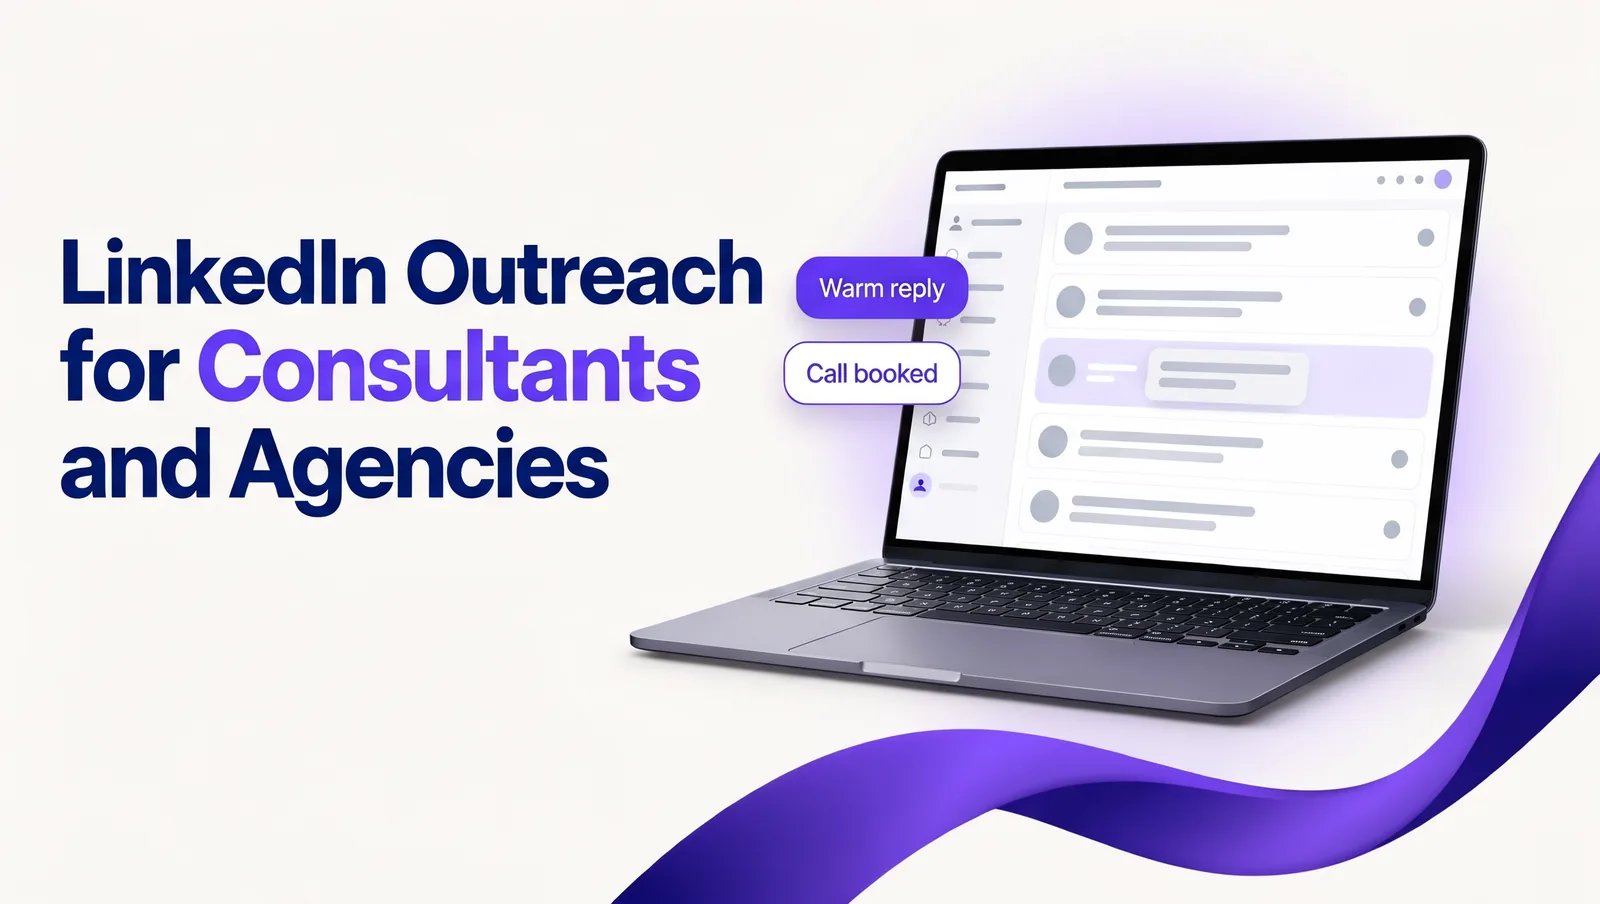 LinkedIn Outreach
for Consultants
and Agencies
Warm reply
Call booked